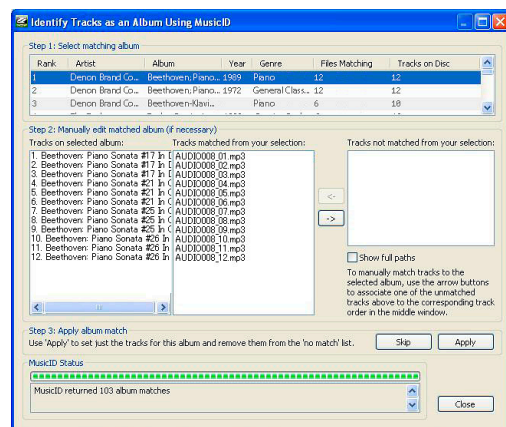 Identify Tracks as an Album Using MusicID
Step 1: Select matching album
Rank Artist Album Year Genre Files Matching Tracks on Disc
1 Denon Brand Co... Beethoven; Piano... 1989 Piano 12 12
2 Denon Brand Co... Beethoven; Piano... 1972 General Class... 12 12
3 Denon Brand Co... Beethoven-Klavi... Piano 6 18
Step 2: Manually edit matched album (if necessary)
Tracks on selected album: Tracks matched from your selection: Tracks not matched from your selection:
1. Beethoven: Piano Sonata #17 In D AUDIO008_01.mp3
2. Beethoven: Piano Sonata #17 In D AUDIO008_02.mp3
3. Beethoven: Piano Sonata #17 In D AUDIO008_03.mp3
4. Beethoven: Piano Sonata #21 In C AUDIO008_04.mp3
5. Beethoven: Piano Sonata #21 In C AUDIO008_05.mp3
6. Beethoven: Piano Sonata #21 In C AUDIO008_06.mp3
7. Beethoven: Piano Sonata #25 In G AUDIO008_07.mp3
8. Beethoven: Piano Sonata #25 In G AUDIO008_08.mp3
9. Beethoven: Piano Sonata #25 In G AUDIO008_09.mp3
10. Beethoven: Piano Sonata #26 In AUDIO008_10.mp3
11. Beethoven: Piano Sonata #26 In AUDIO008_11.mp3
12. Beethoven: Piano Sonata #26 In AUDIO008_12.mp3
<-
->
Show full paths
To manually match tracks to the
selected album, use the arrow buttons
to associate one of the unmatched
tracks above to the corresponding track
order in the middle window.
Step 3: Apply album match
Use 'Apply' to set just the tracks for this album and remove them from the 'no match' list. Skip Apply
MusicID Status
MusicID returned 103 album matches
Close